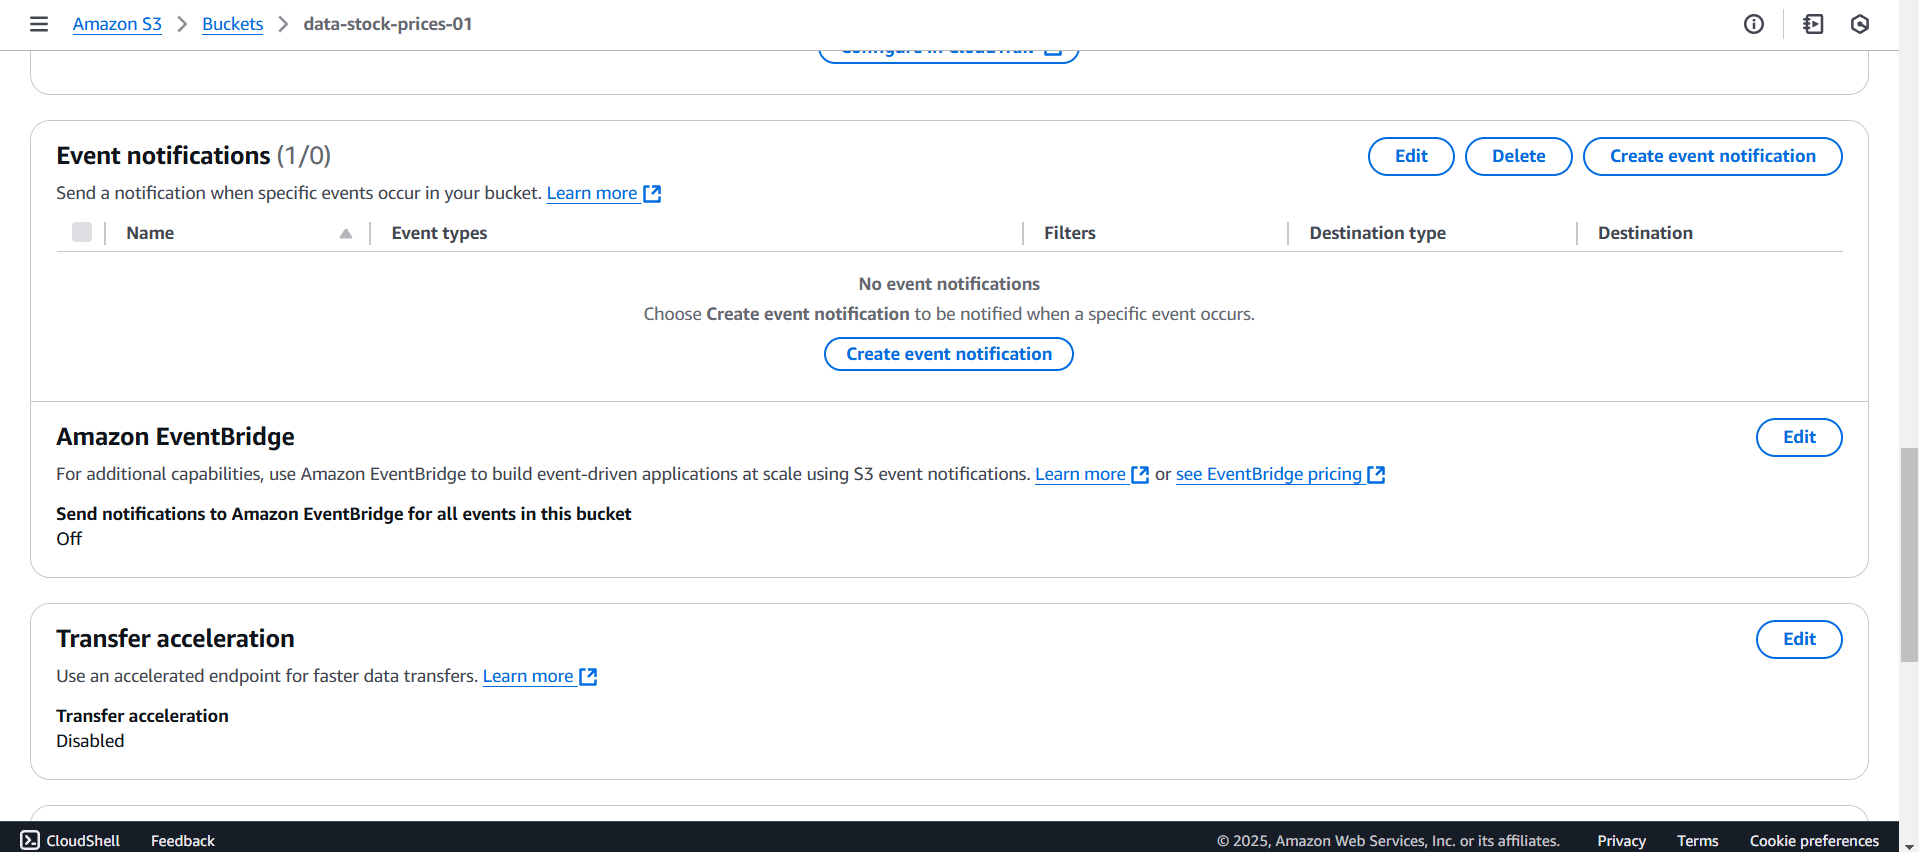 Amazon S3 > Buckets > data-stock-prices-01
Configure in CloudTrail
Event notifications (1/0)
Edit
Delete
Create event notification
Send a notification when specific events occur in your bucket. Learn more
Name
Event types
Filters
Destination type
Destination
No event notifications
Choose Create event notification to be notified when a specific event occurs.
Create event notification
Amazon EventBridge
Edit
For additional capabilities, use Amazon EventBridge to build event-driven applications at scale using S3 event notifications. Learn more or see EventBridge pricing
Send notifications to Amazon EventBridge for all events in this bucket
Off
Transfer acceleration
Edit
Use an accelerated endpoint for faster data transfers. Learn more
Transfer acceleration
Disabled
CloudShell
Feedback
© 2025, Amazon Web Services, Inc. or its affiliates.
Privacy
Terms
Cookie preferences